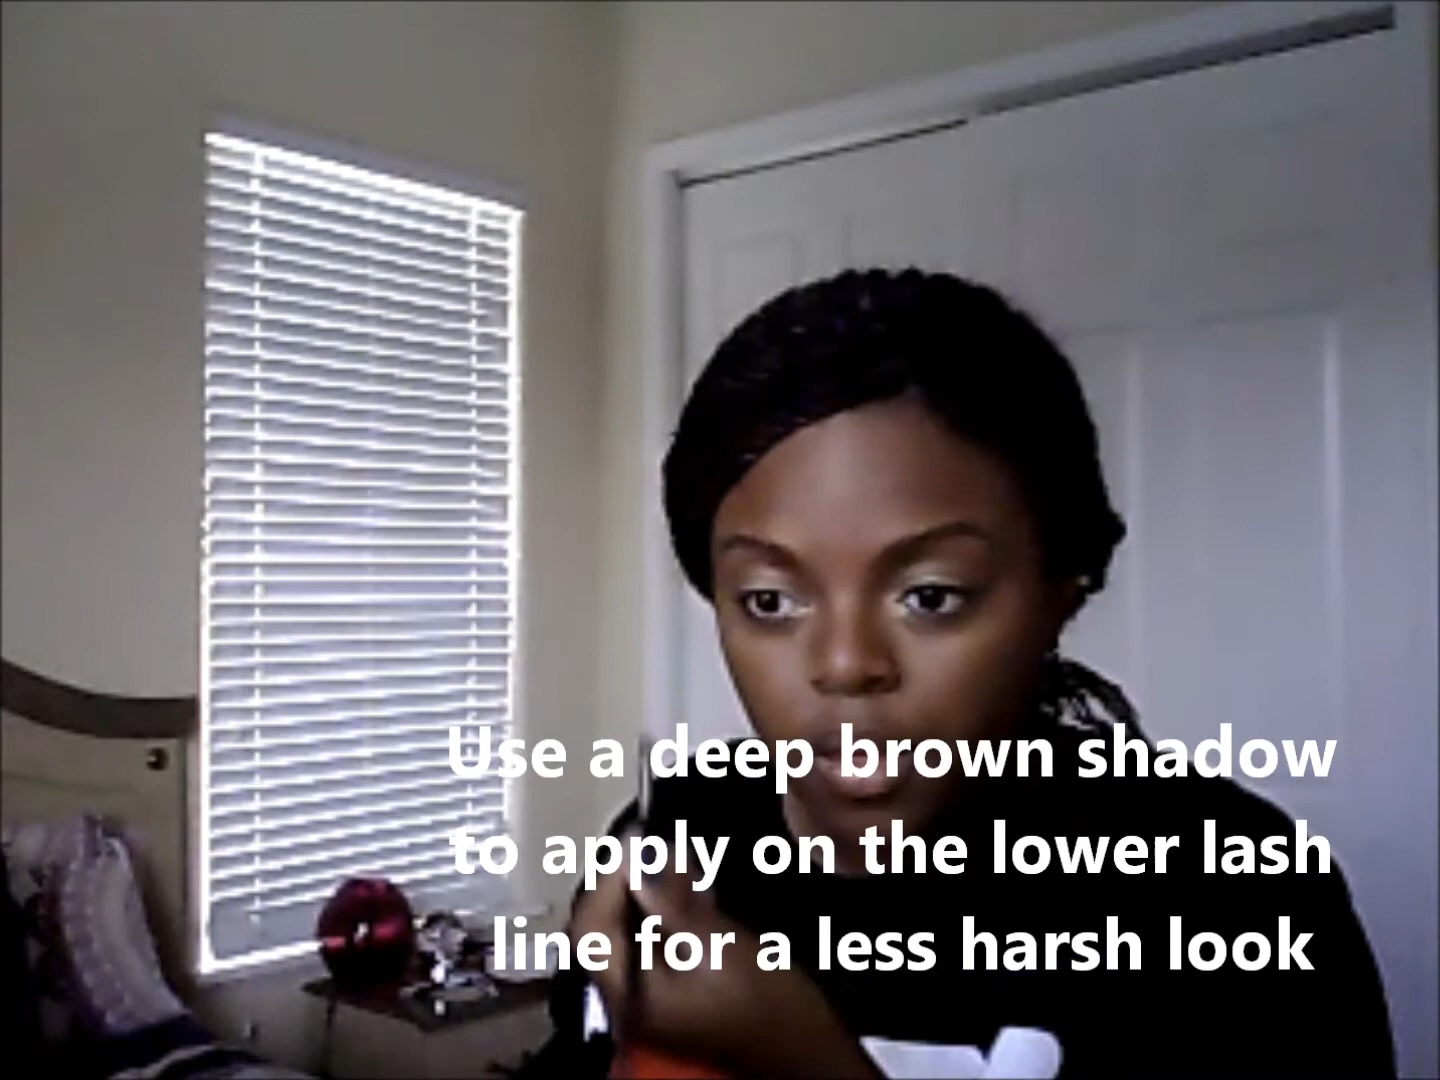 Use a deep brown shadow
to apply on the lower lash
line for a less harsh look